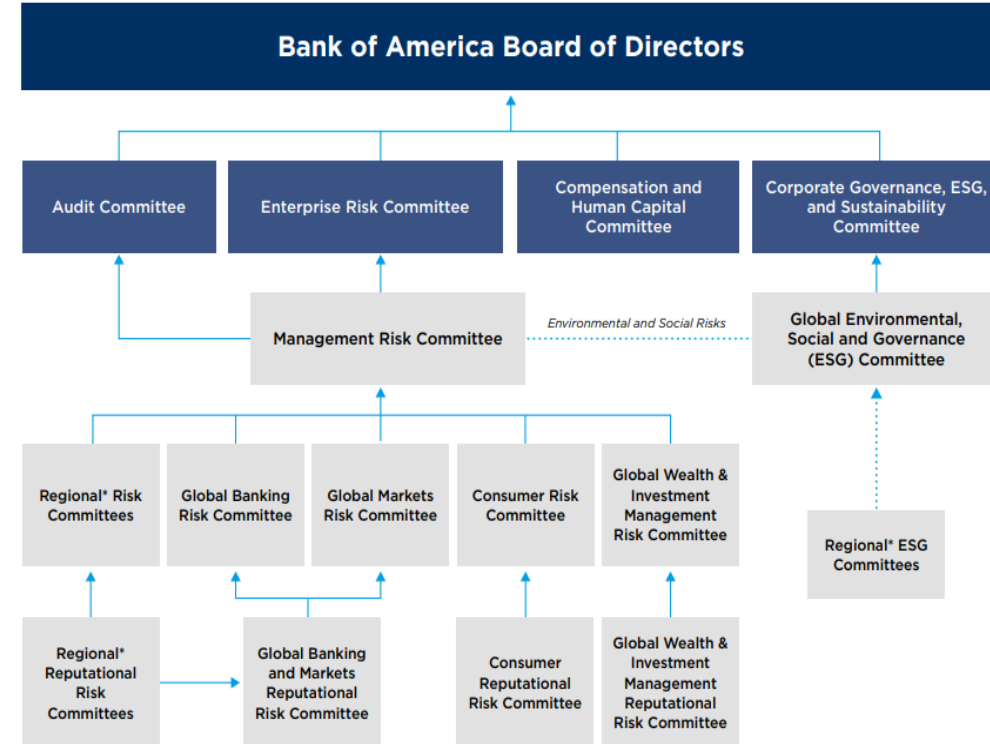 Bank of America Board of Directors
Audit Committee
Enterprise Risk Committee
Compensation and
Human Capital
Committee
Corporate Governance, ESG,
and Sustainability
Committee
Management Risk Committee
Environmental and Social Risks
Global Environmental,
Social and Governance
(ESG) Committee
Regional* Risk
Committees
Global Banking
Risk Committee
Global Markets
Risk Committee
Consumer Risk
Committee
Global Wealth &
Investment
Management
Risk Committee
Regional* ESG
Committees
Regional*
Reputational
Risk
Committees
Global Banking
and Markets
Reputational
Risk Committee
Consumer
Reputational
Risk Committee
Global Wealth &
Investment
Management
Reputational
Risk Committee